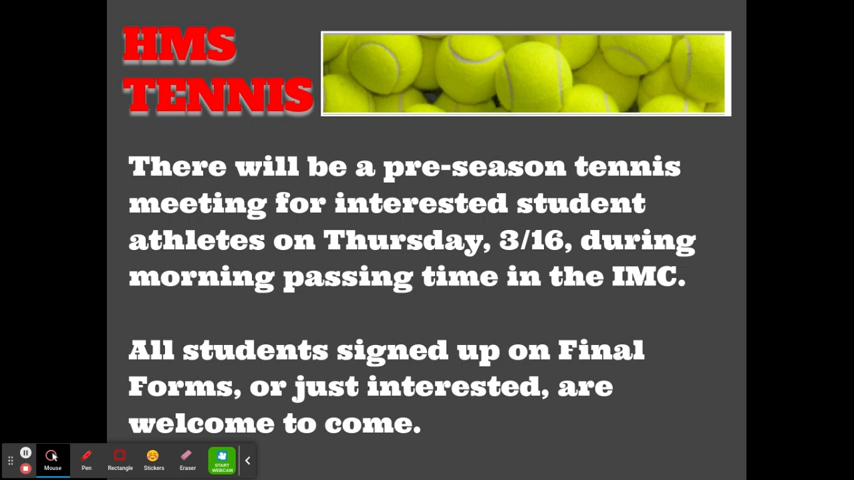 HMS
TENNIS
There will be a pre-season tennis
meeting for interested student
athletes on Thursday, 3/16, during
morning passing time in the IMC.
All students signed up on Final
Forms, or just interested, are
welcome to come.
Mouse
Pen
Rectangle
Stickers
Eraser
START
WEBCAM